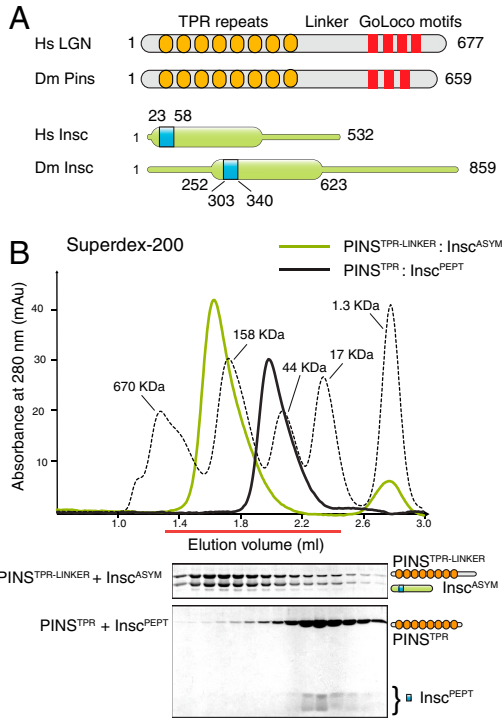 A
TPR repeats Linker GoLoco motifs
Hs LGN 1 677
Dm Pins 1 659
23 58
Hs Insc 1 532
Dm Insc 1 859
252 623
303 340
B Superdex-200
PINS^TPR-LINKER : Insc^ASYM
PINS^TPR : Insc^PEPT
Absorbance at 280 nm (mAu)
40
30
20
10
670 KDa
158 KDa
44 KDa
17 KDa
1.3 KDa
1.0 1.4 1.8 2.2 2.6 3.0
Elution volume (ml)
PINS^TPR-LINKER + Insc^ASYM
PINS^TPR-LINKER
Insc^ASYM
PINS^TPR + Insc^PEPT
PINS^TPR
} Insc^PEPT